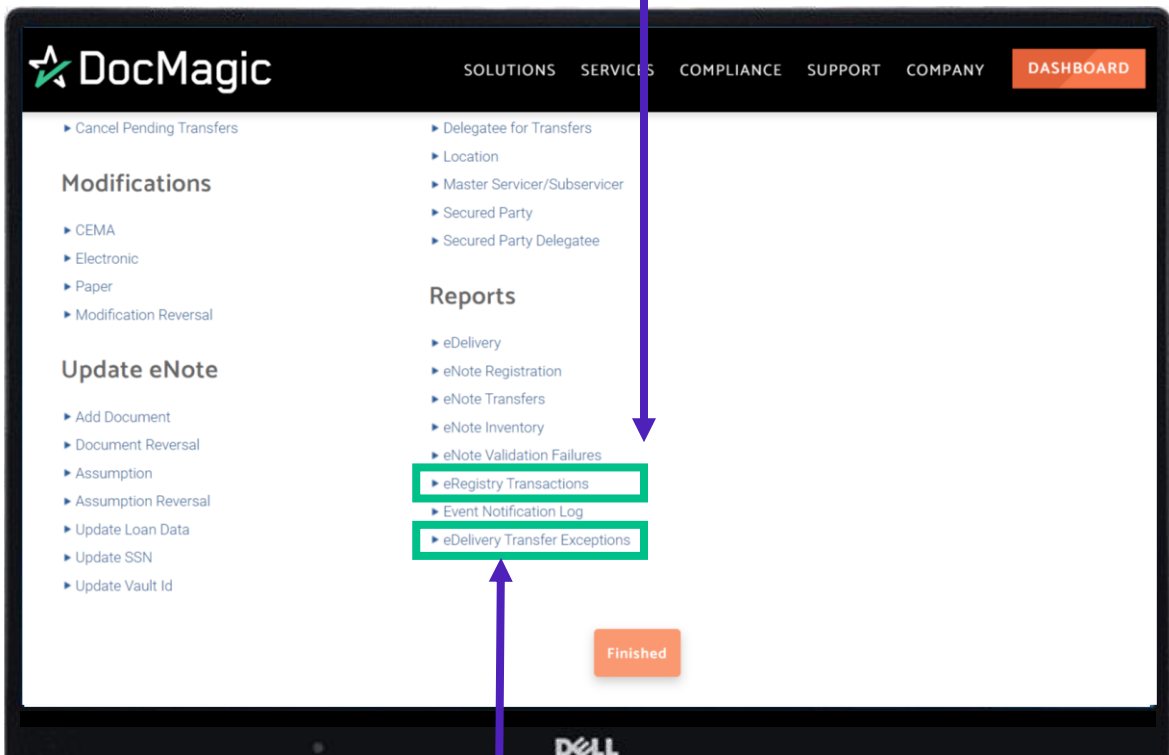 DocMagic
SOLUTIONS SERVICES COMPLIANCE SUPPORT COMPANY DASHBOARD
Cancel Pending Transfers
Modifications
CEMA
Electronic
Paper
Modification Reversal
Update eNote
Add Document
Document Reversal
Assumption
Assumption Reversal
Update Loan Data
Update SSN
Update Vault Id
Delegatee for Transfers
Location
Master Servicer/Subservicer
Secured Party
Secured Party Delegatee
Reports
eDelivery
eNote Registration
eNote Transfers
eNote Inventory
eNote Validation Failures
eRegistry Transactions
Event Notification Log
eDelivery Transfer Exceptions
Finished
DELL